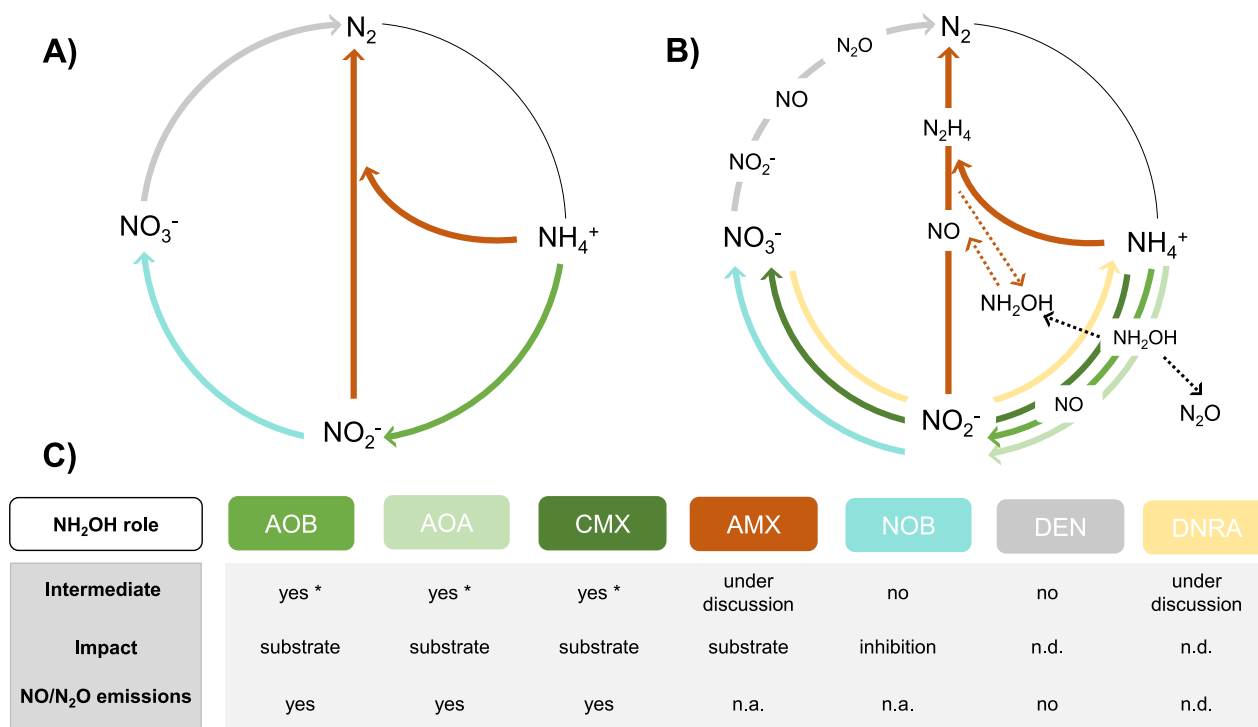 A)
N₂
NO₃⁻
NH₄⁺
NO₂⁻
B)
N₂
N₂O
NO
NO₂⁻
NO₃⁻
N₂H₄
NO
NH₄⁺
NH₂OH
NH₂OH
NO
N₂O
NO₂⁻
C)
NH₂OH role AOB AOA CMX AMX NOB DEN DNRA
Intermediate yes * yes * yes * under discussion no no under discussion
Impact substrate substrate substrate substrate inhibition n.d. n.d.
NO/N₂O emissions yes yes yes n.a. n.a. no n.d.